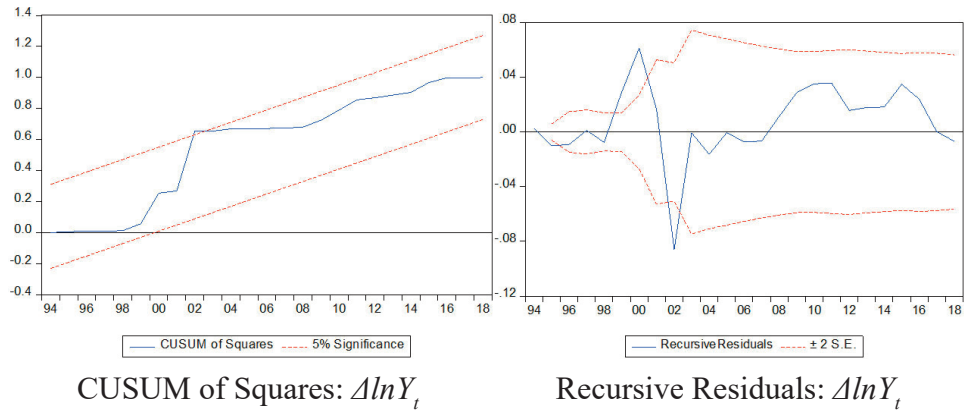 1.4
1.2
1.0
0.8
0.6
0.4
0.2
0.0
-0.2
-0.4
94 96 98 00 02 04 06 08 10 12 14 16 18
CUSUM of Squares 5% Significance
CUSUM of Squares: ΔlnYt
.08
.04
.00
-.04
-.08
-.12
94 96 98 00 02 04 06 08 10 12 14 16 18
Recursive Residuals ± 2 S.E.
Recursive Residuals: ΔlnYt